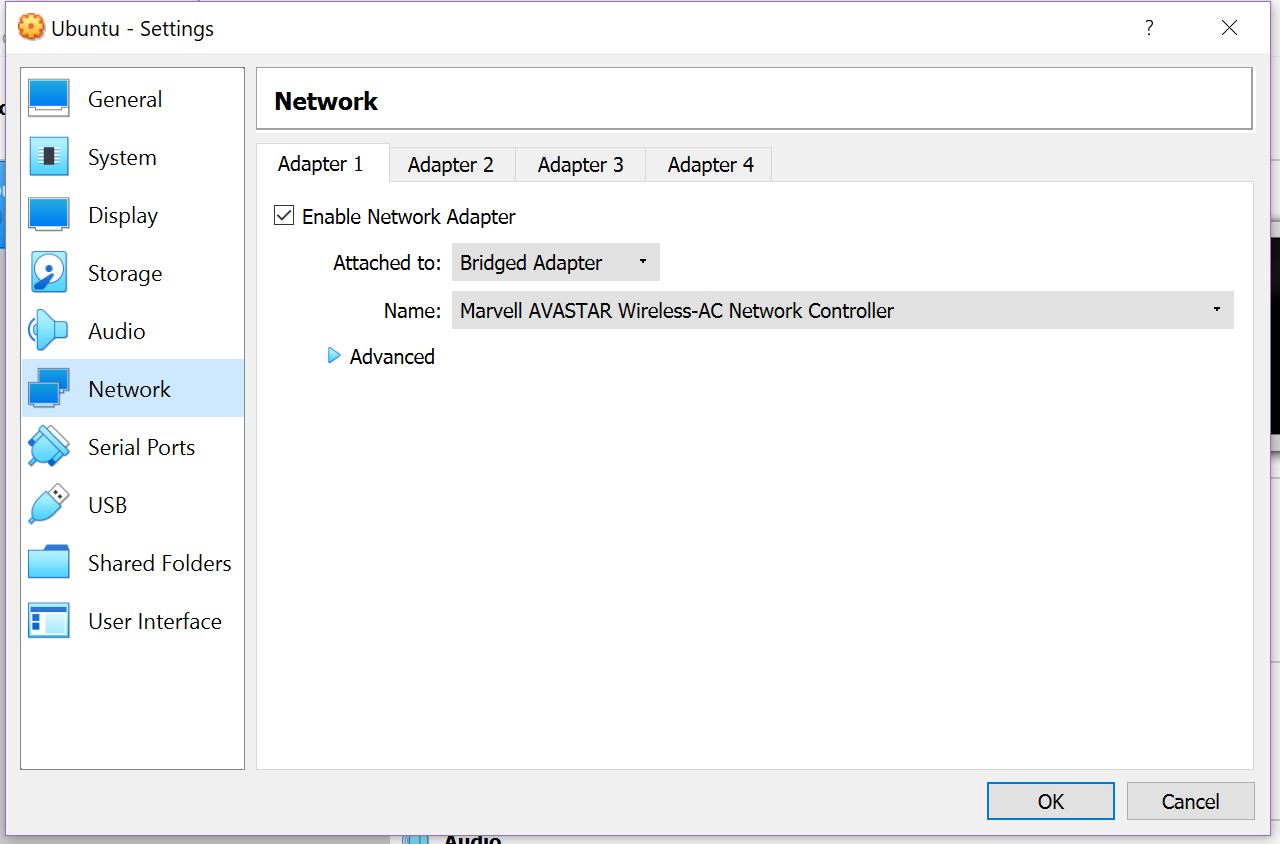 Ubuntu - Settings
?
General
System
Display
Storage
Audio
Network
Serial Ports
USB
Shared Folders
User Interface
Network
Adapter 1 Adapter 2 Adapter 3 Adapter 4
Enable Network Adapter
Attached to: Bridged Adapter
Name: Marvell AVASTAR Wireless-AC Network Controller
Advanced
OK Cancel
Audio